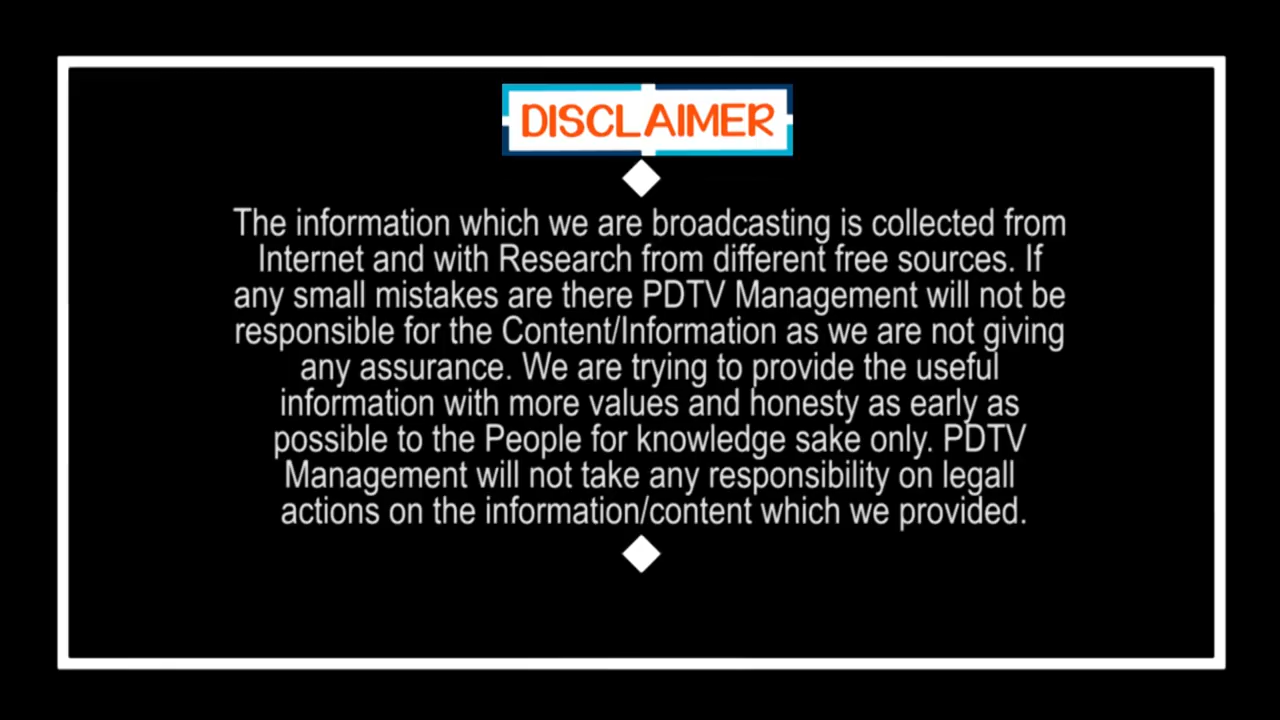 DISCLAIMER
The information which we are broadcasting is collected from
Internet and with Research from different free sources. If
any small mistakes are there PDTV Management will not be
responsible for the Content/Information as we are not giving
any assurance. We are trying to provide the useful
information with more values and honesty as early as
possible to the People for knowledge sake only. PDTV
Management will not take any responsibility on legall
actions on the information/content which we provided.